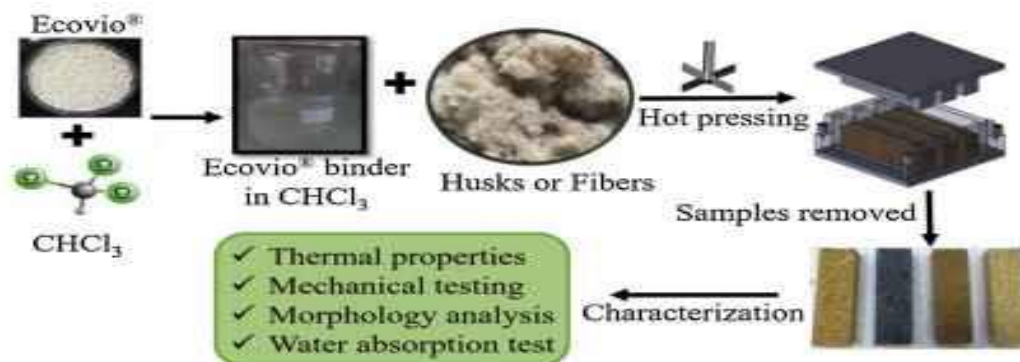 Ecovio®
+
CHCl₃
Ecovio® binder
in CHCl₃
+
Husks or Fibers
Hot pressing
Samples removed
Characterization
✓ Thermal properties
✓ Mechanical testing
✓ Morphology analysis
✓ Water absorption test